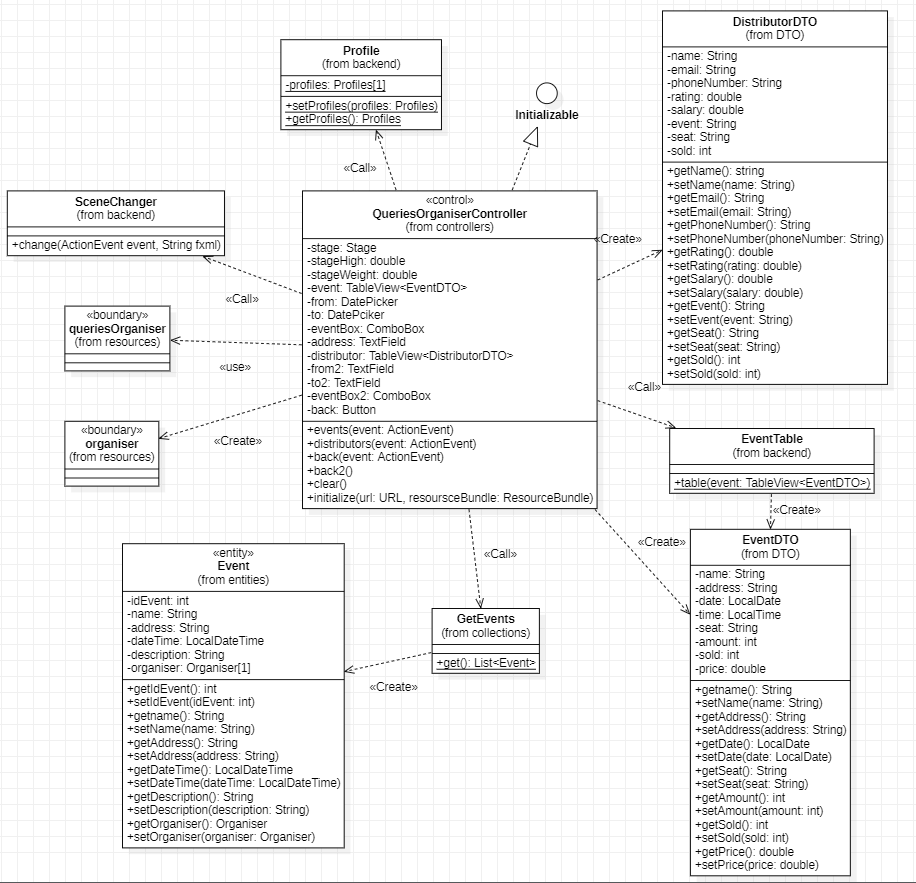 Profile
(from backend)
-profiles: Profiles[1]
+setProfiles(profiles: Profiles)
+getProfiles(): Profiles
Initializable
DistributorDTO
(from DTO)
-name: String
-email: String
-phoneNumber: String
-rating: double
-salary: double
-event: String
-seat: String
-sold: int
+getName(): string
+setName(name: String)
+getEmail(): String
+setEmail(email: String)
+getPhoneNumber(): String
+setPhoneNumber(phoneNumber: String)
+getRating(): double
+setRating(rating: double)
+getSalary(): double
+setSalary(salary: double)
+getEvent(): String
+setEvent(event: String)
+getSeat(): String
+setSeat(seat: String)
+getSold(): int
+setSold(sold: int)
«Call»
SceneChanger
(from backend)
+change(ActionEvent event, String fxml)
«control»
QueriesOrganiserController
(from controllers)
-stage: Stage
-stageHigh: double
-stageWeight: double
-event: TableView<EventDTO>
-from: DatePicker
-to: DatePciker
-eventBox: ComboBox
-address: TextField
-distributor: TableView<DistributorDTO>
-from2: TextField
-to2: TextField
-eventBox2: ComboBox
-back: Button
+events(event: ActionEvent)
+distributors(event: ActionEvent)
+back(event: ActionEvent)
+back2()
+clear()
+initialize(url: URL, resoursceBundle: ResourceBundle)
«Create»
«Call»
«boundary»
queriesOrganiser
(from resources)
«use»
«Call»
«boundary»
organiser
(from resources)
«Create»
EventTable
(from backend)
+table(event: TableView<EventDTO>)
«Create»
«Create»
«Call»
EventDTO
(from DTO)
-name: String
-address: String
-date: LocalDate
-time: LocalTime
-seat: String
-amount: int
-sold: int
-price: double
+getname(): String
+setName(name: String)
+getAddress(): String
+setAddress(address: String)
+getDate(): LocalDate
+setDate(date: LocalDate)
+getSeat(): String
+setSeat(seat: String)
+getAmount(): int
+setAmount(amount: int)
+getSold(): int
+setSold(sold: int)
+getPrice(): double
+setPrice(price: double)
«entity»
Event
(from entities)
-idEvent: int
-name: String
-address: String
-dateTime: LocalDateTime
-description: String
-organiser: Organiser[1]
+getIdEvent(): int
+setIdEvent(idEvent: int)
+getname(): String
+setName(name: String)
+getAddress(): String
+setAddress(address: String)
+getDateTime(): LocalDateTime
+setDateTime(dateTime: LocalDateTime)
+getDescription(): String
+setDescription(description: String)
+getOrganiser(): Organiser
+setOrganiser(organiser: Organiser)
GetEvents
(from collections)
+get(): List<Event>
«Create»